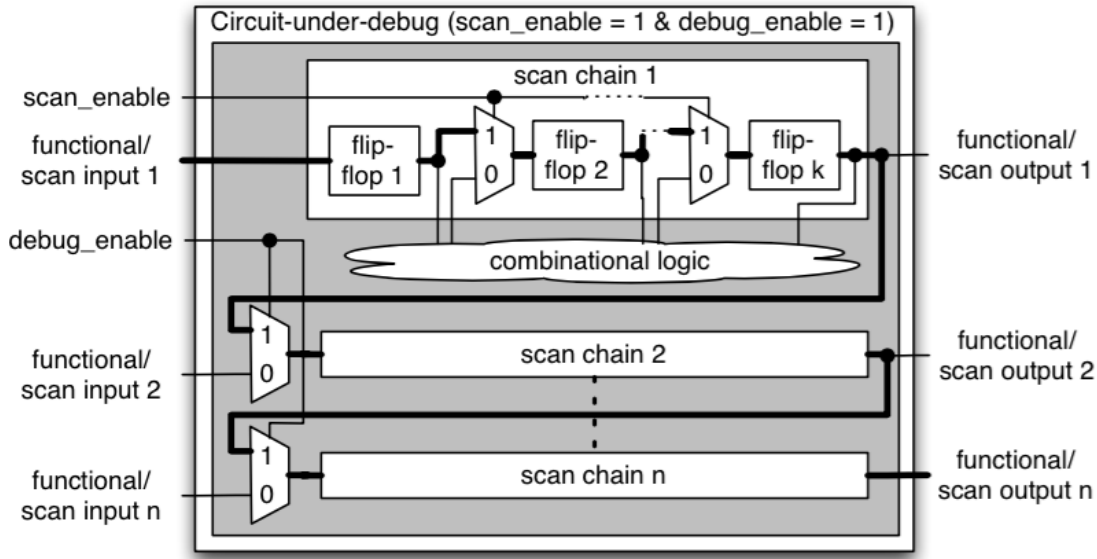 Circuit-under-debug (scan_enable = 1 & debug_enable = 1)
scan chain 1
scan_enable
functional/
scan input 1
flip-
flop 1
1
0
flip-
flop 2
1
0
flip-
flop k
functional/
scan output 1
debug_enable
combinational logic
1
0
functional/
scan input 2
scan chain 2
functional/
scan output 2
1
0
functional/
scan input n
scan chain n
functional/
scan output n